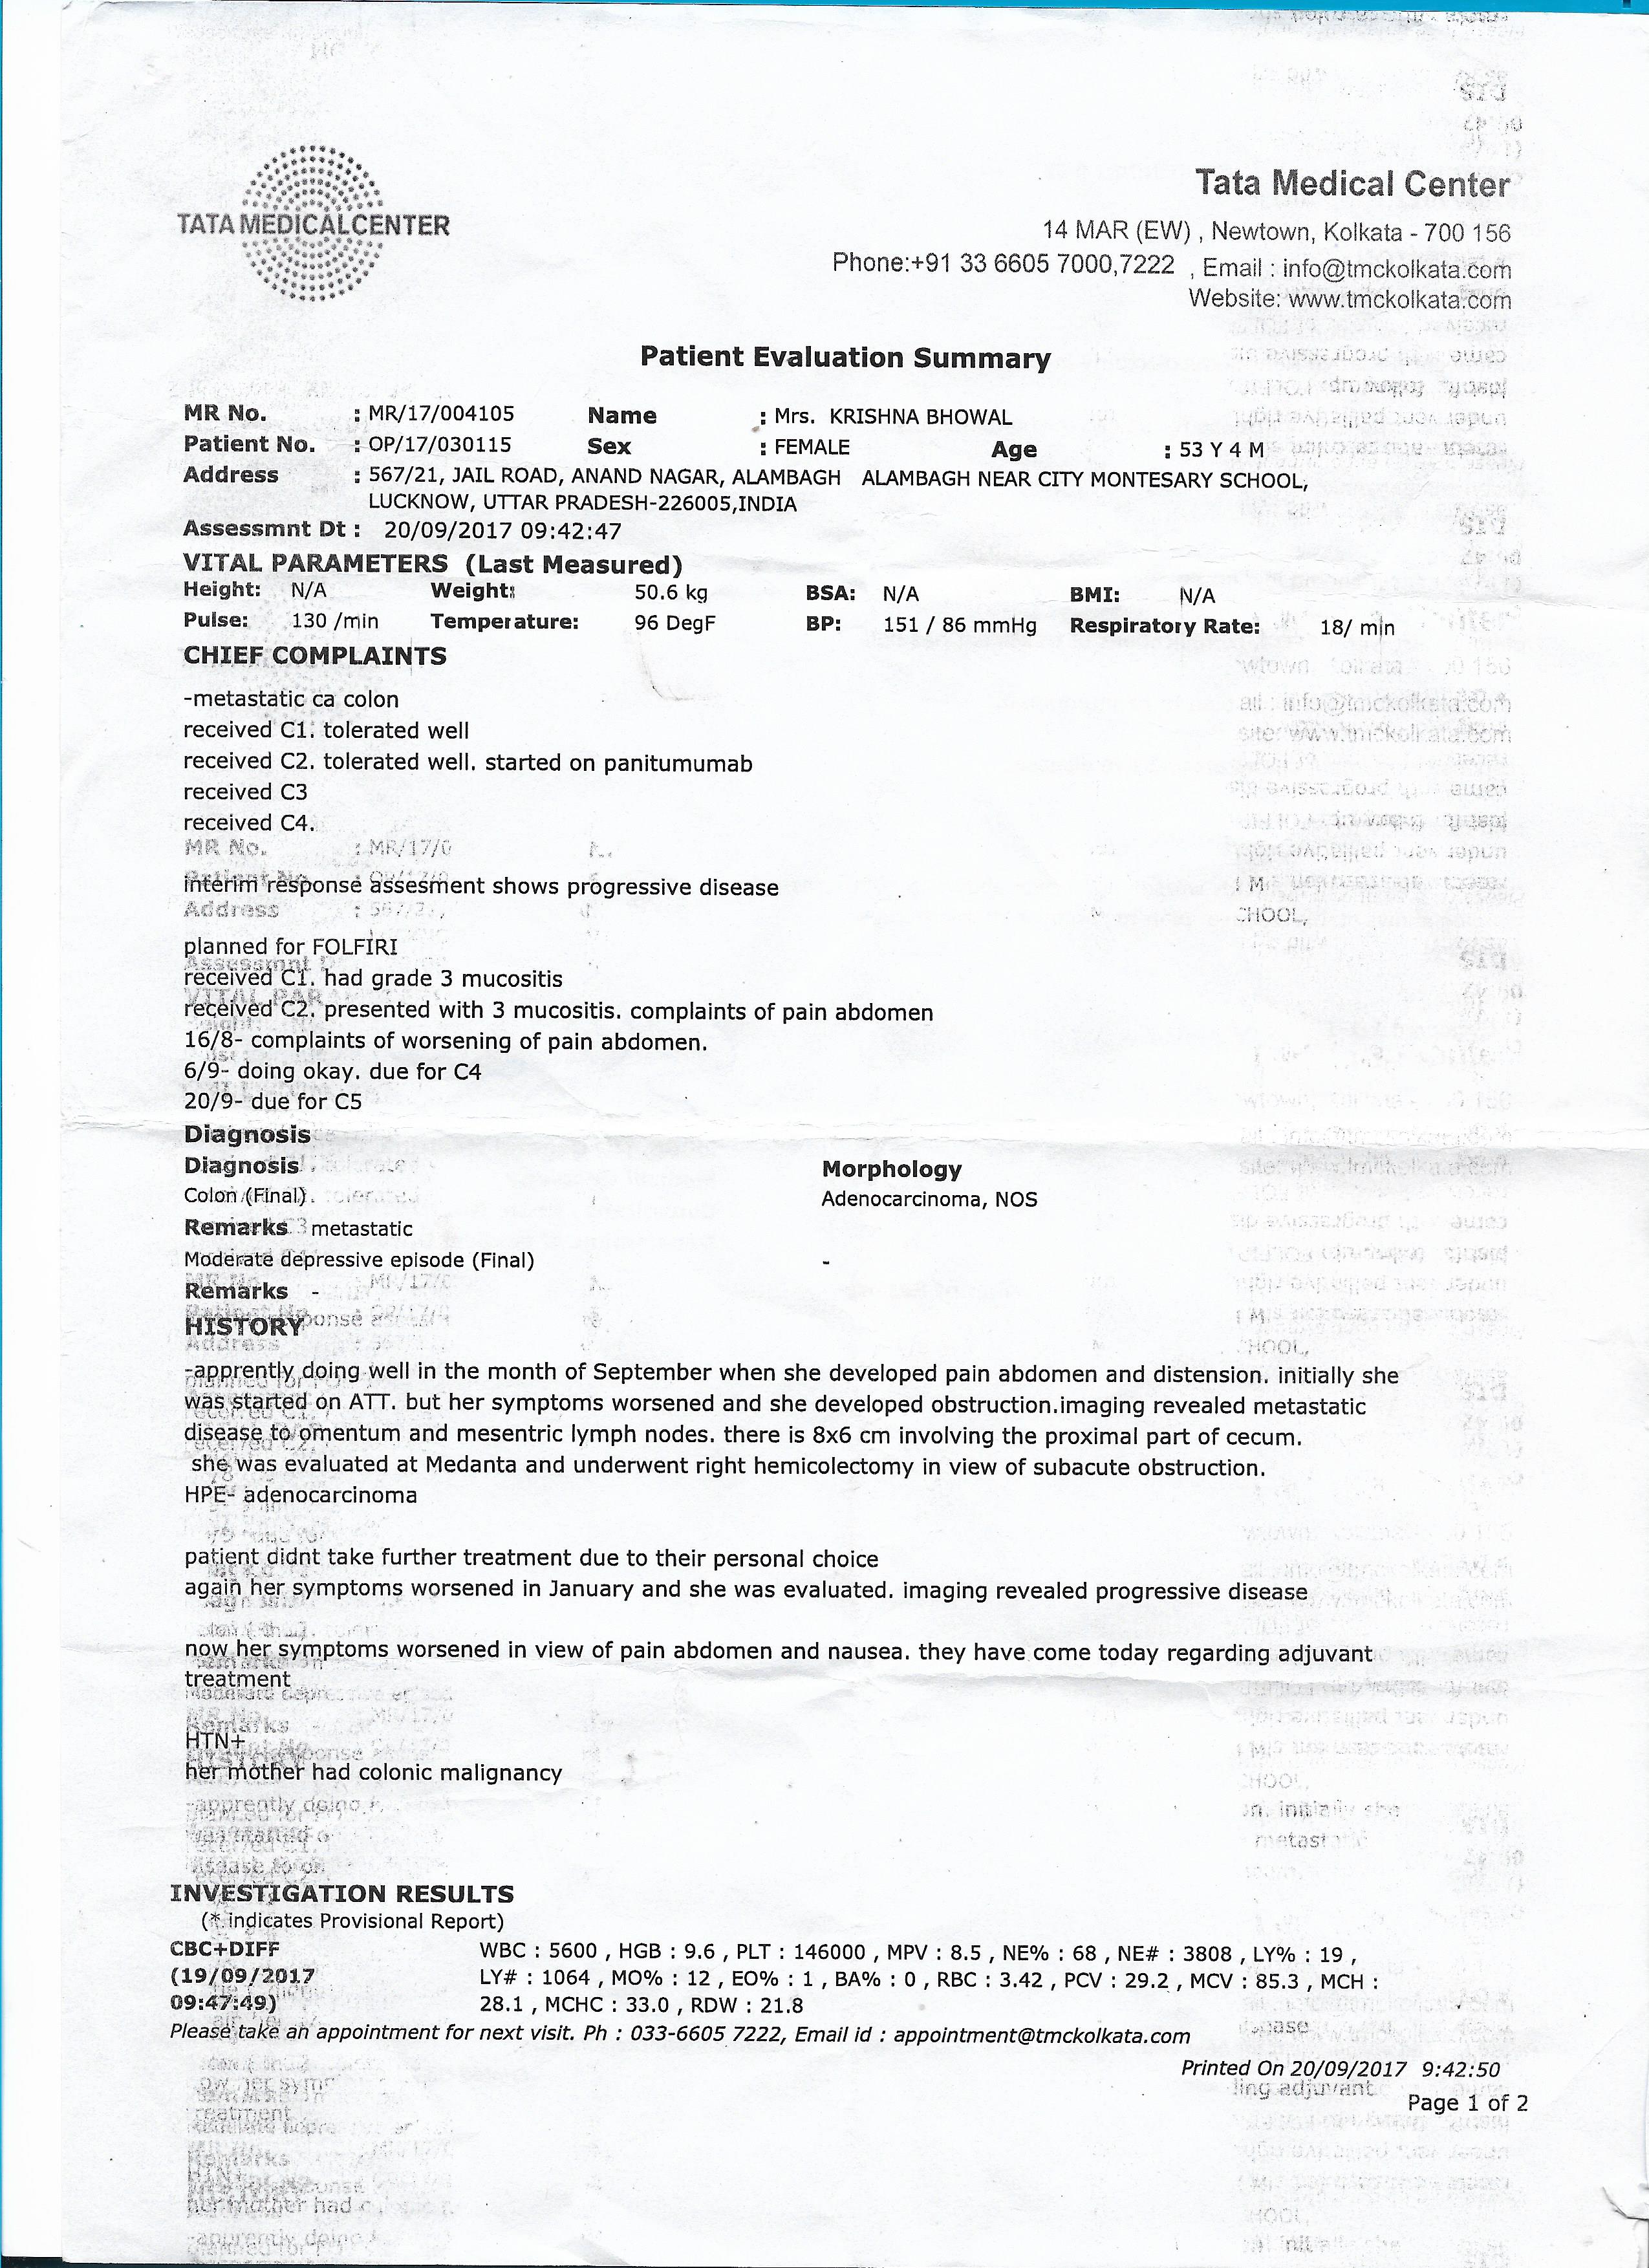 TATA MEDICAL CENTER
Tata Medical Center
14 MAR (EW) , Newtown, Kolkata - 700 156
Phone:+91 33 6605 7000,7222 , Email : info@tmckolkata.com
Website: www.tmckolkata.com
Patient Evaluation Summary
MR No. : MR/17/004105 Name : Mrs. KRISHNA BHOWAL
Patient No. : OP/17/030115 Sex : FEMALE Age : 53 Y 4 M
Address : 567/21, JAIL ROAD, ANAND NAGAR, ALAMBAGH ALAMBAGH NEAR CITY MONTESARY SCHOOL,
LUCKNOW, UTTAR PRADESH-226005,INDIA
Assessmnt Dt : 20/09/2017 09:42:47
VITAL PARAMETERS (Last Measured)
Height: N/A Weight: 50.6 kg BSA: N/A BMI: N/A
Pulse: 130 /min Temperature: 96 DegF BP: 151 / 86 mmHg Respiratory Rate: 18/ min
CHIEF COMPLAINTS
-metastatic ca colon
received C1. tolerated well
received C2. tolerated well. started on panitumumab
received C3
received C4.
interim response assesment shows progressive disease
planned for FOLFIRI
received C1. had grade 3 mucositis
received C2. presented with 3 mucositis. complaints of pain abdomen
16/8- complaints of worsening of pain abdomen.
6/9- doing okay. due for C4
20/9- due for C5
Diagnosis
Diagnosis Morphology
Colon (Final) Adenocarcinoma, NOS
Remarks metastatic
Moderate depressive episode (Final) -
Remarks -
HISTORY
-apprently doing well in the month of September when she developed pain abdomen and distension. initially she
was started on ATT. but her symptoms worsened and she developed obstruction.imaging revealed metastatic
disease to omentum and mesentric lymph nodes. there is 8x6 cm involving the proximal part of cecum.
she was evaluated at Medanta and underwent right hemicolectomy in view of subacute obstruction.
HPE- adenocarcinoma
patient didnt take further treatment due to their personal choice
again her symptoms worsened in January and she was evaluated. imaging revealed progressive disease
now her symptoms worsened in view of pain abdomen and nausea. they have come today regarding adjuvant
treatment
HTN+
her mother had colonic malignancy
INVESTIGATION RESULTS
(* indicates Provisional Report)
CBC+DIFF WBC : 5600 , HGB : 9.6 , PLT : 146000 , MPV : 8.5 , NE% : 68 , NE# : 3808 , LY% : 19 ,
(19/09/2017 LY# : 1064 , MO% : 12 , EO% : 1 , BA% : 0 , RBC : 3.42 , PCV : 29.2 , MCV : 85.3 , MCH :
09:47:49) 28.1 , MCHC : 33.0 , RDW : 21.8
Please take an appointment for next visit. Ph : 033-6605 7222, Email id : appointment@tmckolkata.com
Printed On 20/09/2017 9:42:50
Page 1 of 2